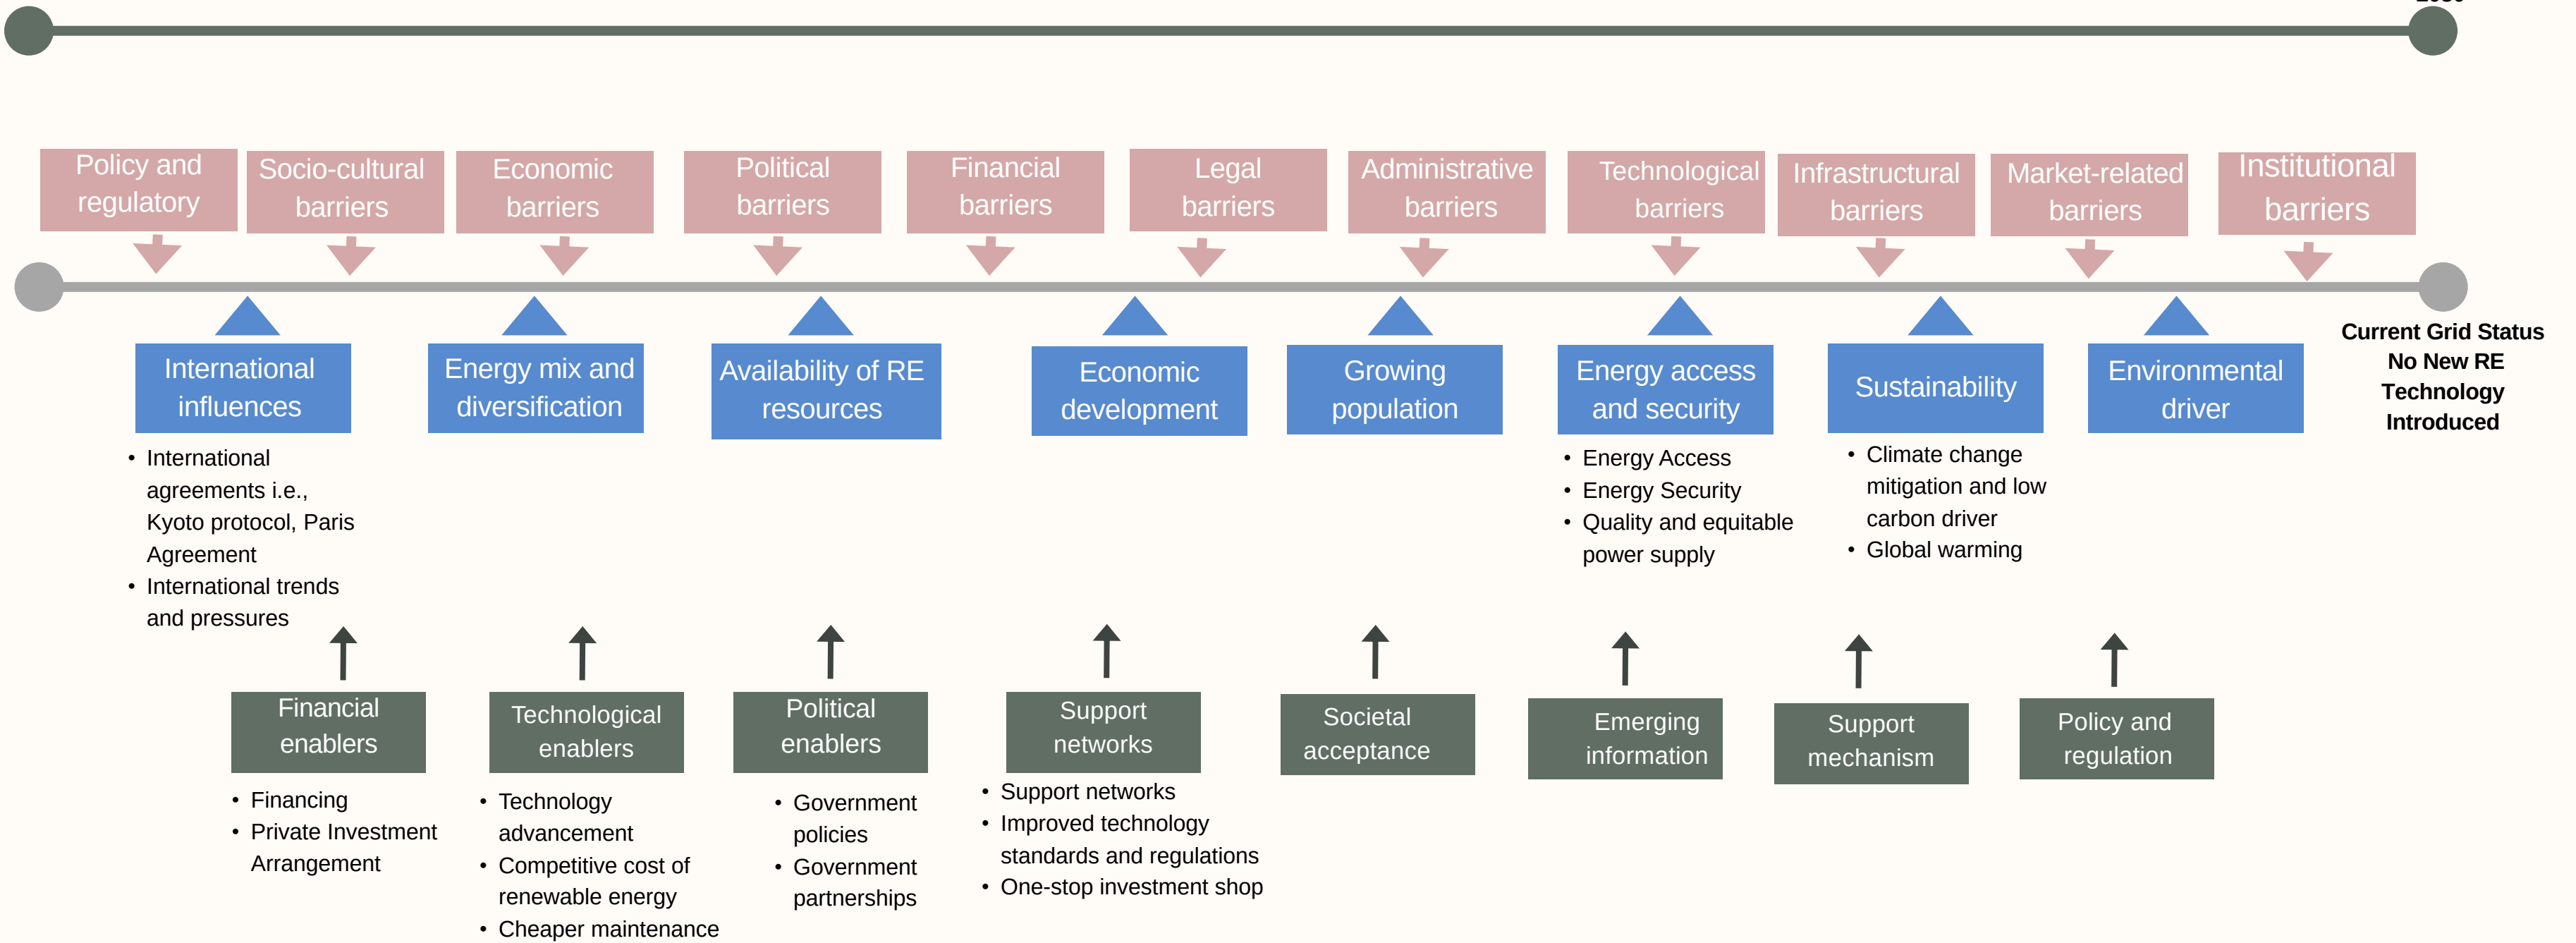 Policy and
regulatory
Socio-cultural
barriers
Economic
barriers
Political
barriers
Financial
barriers
Legal
barriers
Administrative
barriers
Technological
barriers
Infrastructural
barriers
Market-related
barriers
Institutional
barriers
International
influences
Energy mix and
diversification
Availability of RE
resources
Economic
development
Growing
population
Energy access
and security
Sustainability
Environmental
driver
Current Grid Status
No New RE
Technology
Introduced
• International
agreements i.e.,
Kyoto protocol, Paris
Agreement
• International trends
and pressures
• Energy Access
• Energy Security
• Quality and equitable
power supply
• Climate change
mitigation and low
carbon driver
• Global warming
Financial
enablers
Technological
enablers
Political
enablers
Support
networks
Societal
acceptance
Emerging
information
Support
mechanism
Policy and
regulation
• Financing
• Private Investment
Arrangement
• Technology
advancement
• Competitive cost of
renewable energy
• Cheaper maintenance
• Government
policies
• Government
partnerships
• Support networks
• Improved technology
standards and regulations
• One-stop investment shop